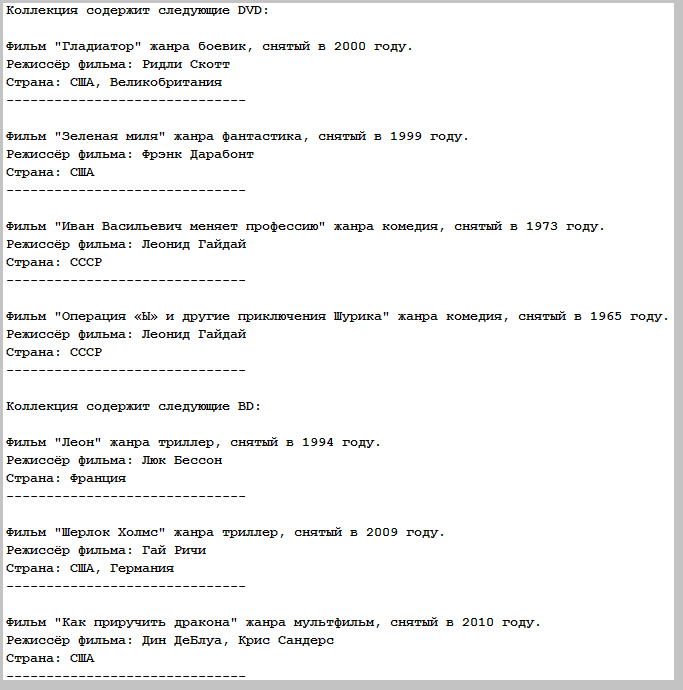 Коллекция содержит следующие DVD:
Фильм "Гладиатор" жанра боевик, снятый в 2000 году.
Режиссёр фильма: Ридли Скотт
Страна: США, Великобритания
------------------------------
Фильм "Зеленая миля" жанра фантастика, снятый в 1999 году.
Режиссёр фильма: Фрэнк Дарабонт
Страна: США
------------------------------
Фильм "Иван Васильевич меняет профессию" жанра комедия, снятый в 1973 году.
Режиссёр фильма: Леонид Гайдай
Страна: СССР
------------------------------
Фильм "Операция «Ы» и другие приключения Шурика" жанра комедия, снятый в 1965 году.
Режиссёр фильма: Леонид Гайдай
Страна: СССР
------------------------------
Коллекция содержит следующие BD:
Фильм "Леон" жанра триллер, снятый в 1994 году.
Режиссёр фильма: Люк Бессон
Страна: Франция
------------------------------
Фильм "Шерлок Холмс" жанра триллер, снятый в 2009 году.
Режиссёр фильма: Гай Ричи
Страна: США, Германия
------------------------------
Фильм "Как приручить дракона" жанра мультфильм, снятый в 2010 году.
Режиссёр фильма: Дин ДеБлуа, Крис Сандерс
Страна: США
------------------------------